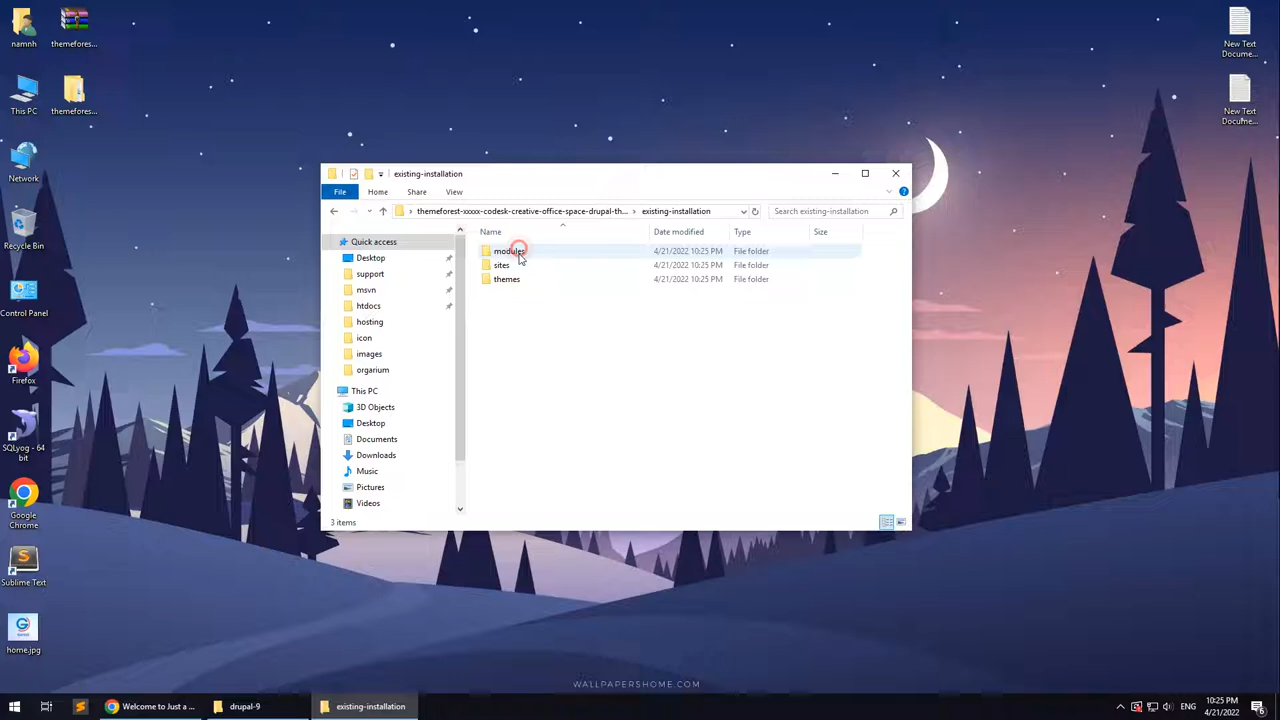 namnh
themefores...
This PC
themefores...
Network
Recycle Bin
Control Panel
Firefox
SQLyog - 64
bit
Google
Chrome
Sublime Text
home.jpg
New Text
Docume...
New Text
Docume...
existing-installation
File
Home
Share
View
themeforest-xxxxx-codesk-creative-office-space-drupal-th...
existing-installation
Search existing-installation
Quick access
Desktop
support
msvn
htdocs
hosting
icon
images
orgarium
This PC
3D Objects
Desktop
Documents
Downloads
Music
Pictures
Videos
Name Date modified Type Size
modules 4/21/2022 10:25 PM File folder
sites 4/21/2022 10:25 PM File folder
themes 4/21/2022 10:25 PM File folder
3 items
WALLPAPERSHOME.COM
Welcome to Just a ...
drupal-9
existing-installation
ENG
10:25 PM
4/21/2022
6